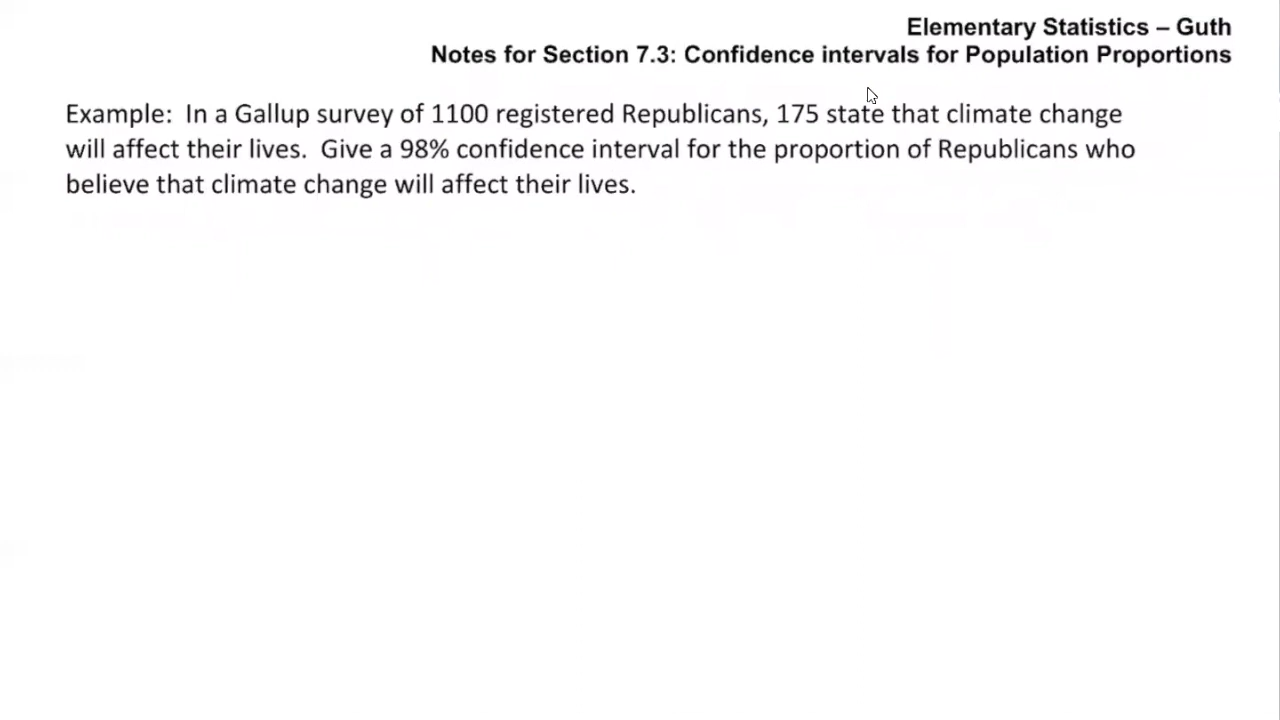 Elementary Statistics – Guth
Notes for Section 7.3: Confidence intervals for Population Proportions
Example:  In a Gallup survey of 1100 registered Republicans, 175 state that climate change
will affect their lives.  Give a 98% confidence interval for the proportion of Republicans who
believe that climate change will affect their lives.